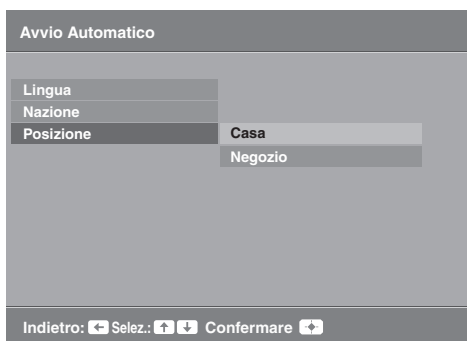 Avvio Automatico
Lingua
Nazione
Posizione Casa
Negozio
Indietro: Selez.: Confermare